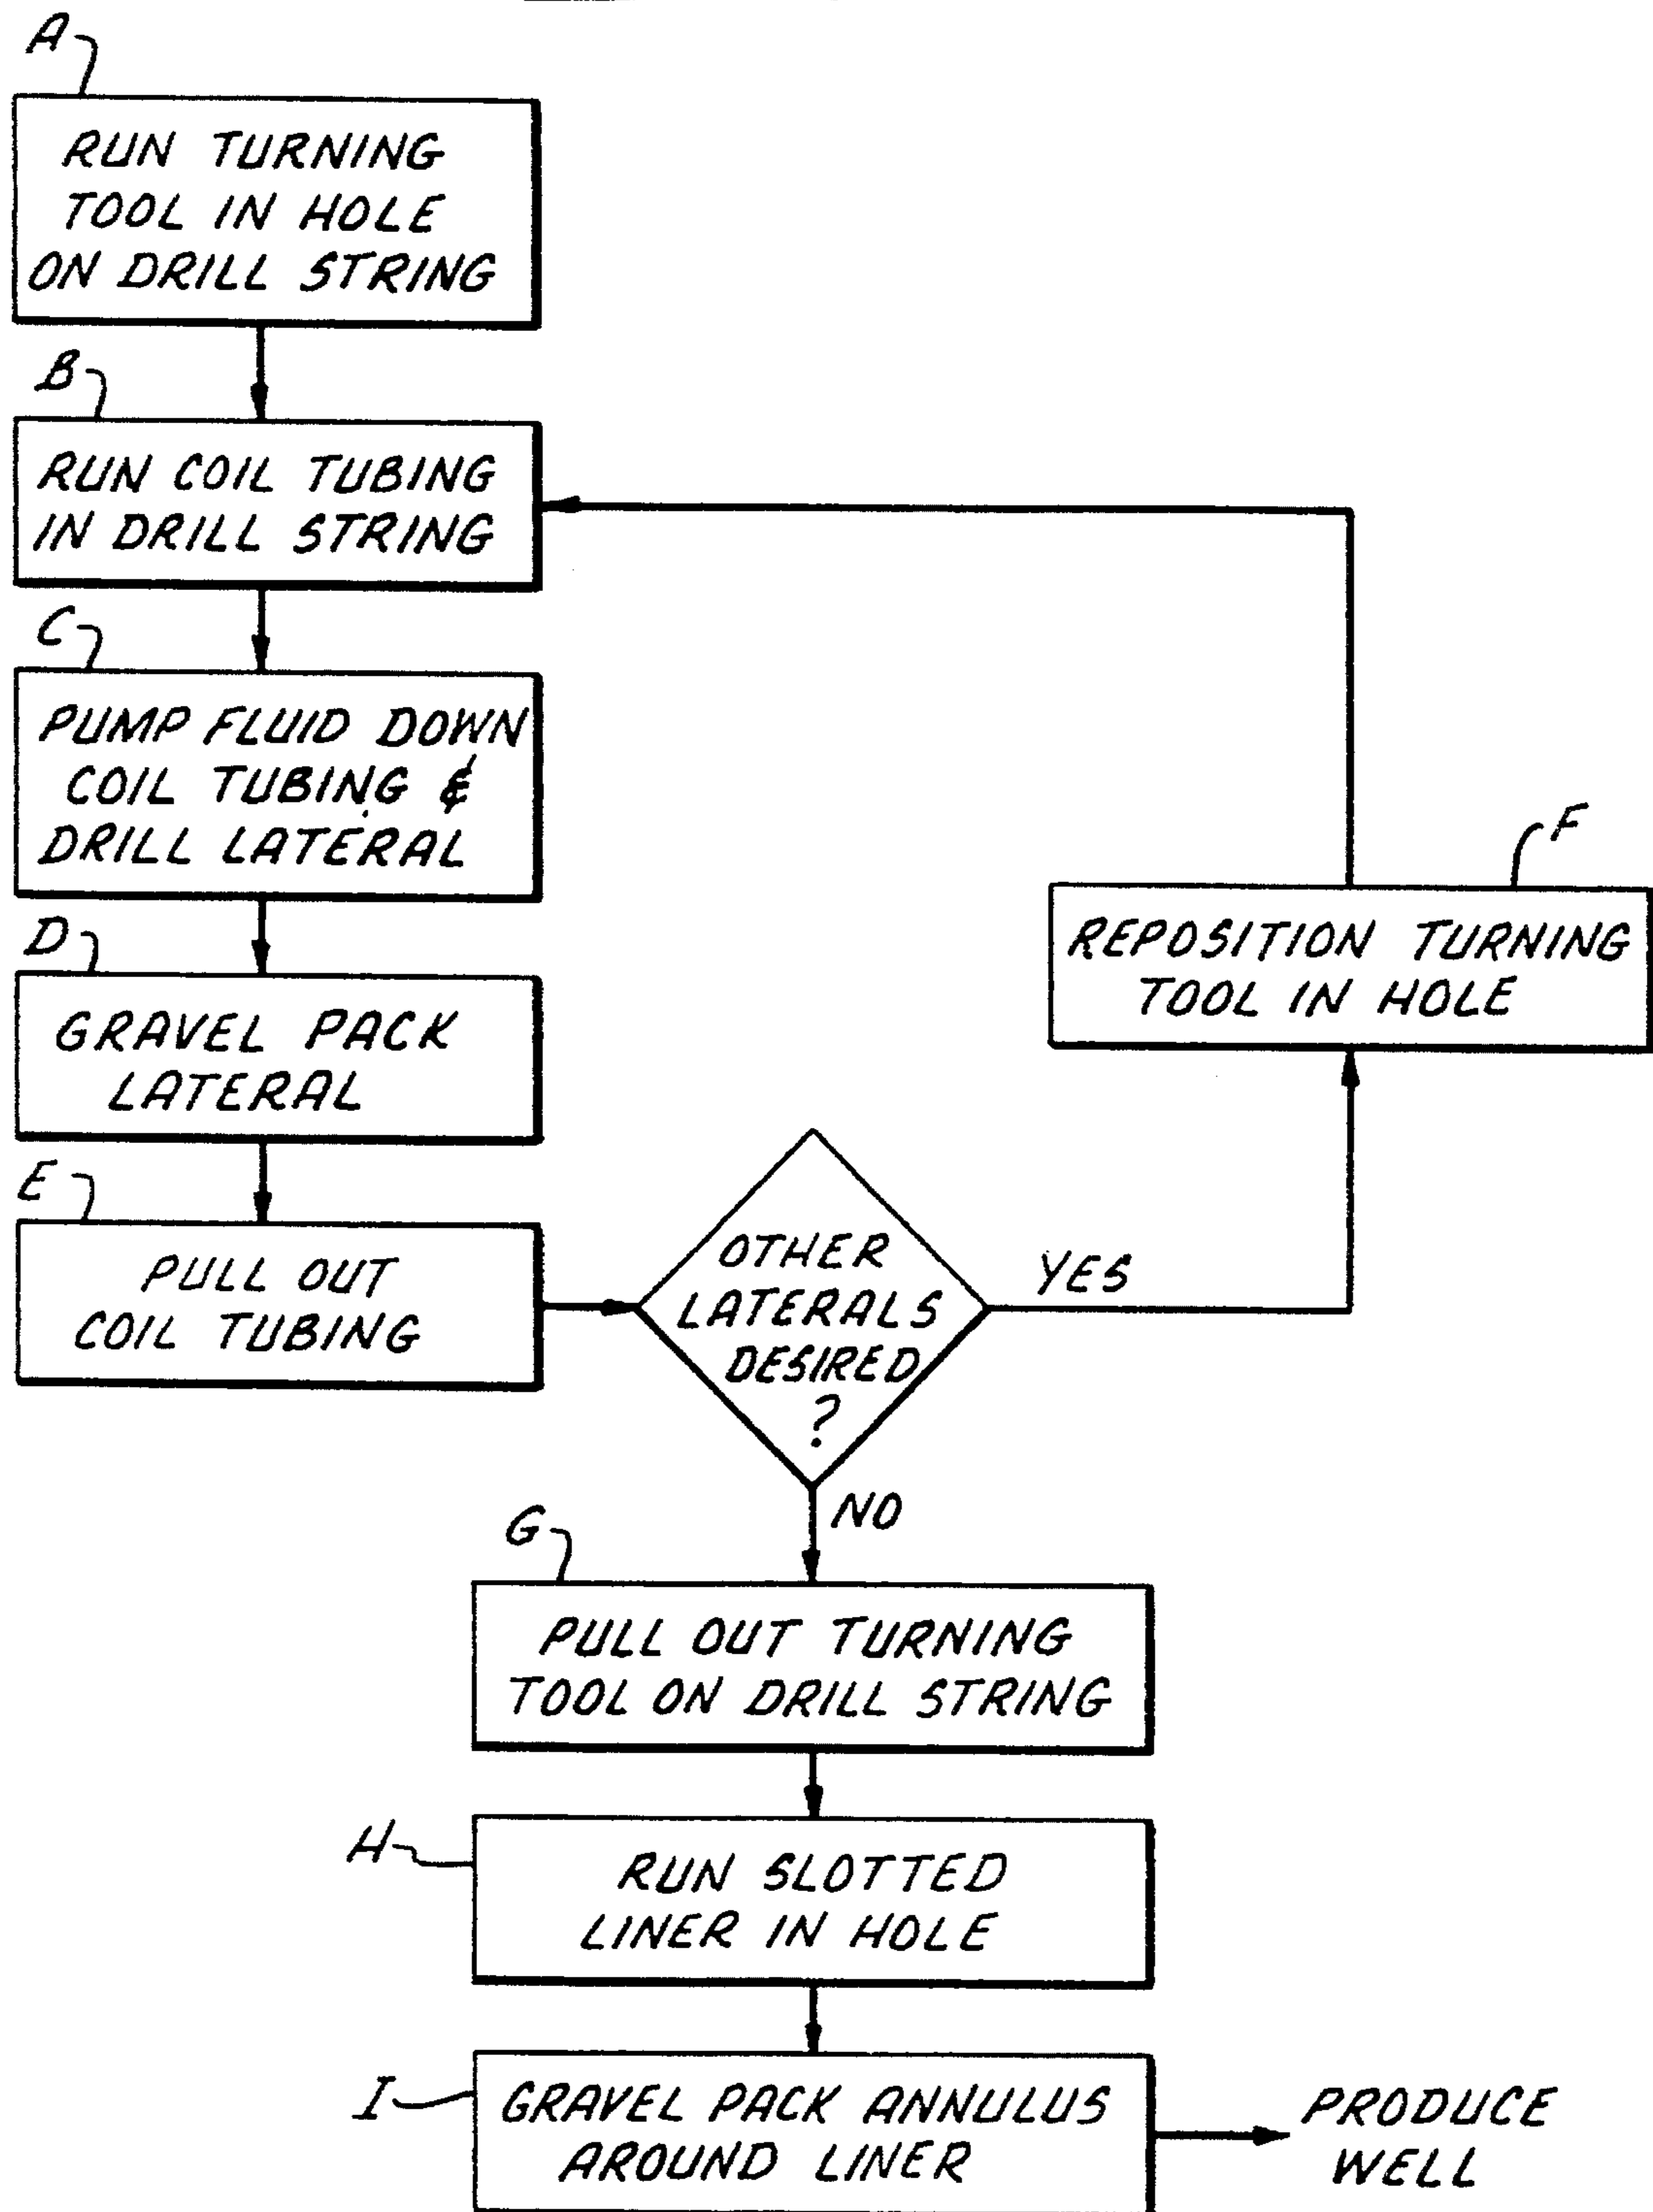 A
RUN TURNING
TOOL IN HOLE
ON DRILL STRING
B
RUN COIL TUBING
IN DRILL STRING
C
PUMP FLUID DOWN
COIL TUBING &
DRILL LATERAL
D
GRAVEL PACK
LATERAL
E
PULL OUT
COIL TUBING
OTHER
LATERALS
DESIRED
?
YES
F
REPOSITION TURNING
TOOL IN HOLE
NO
G
PULL OUT TURNING
TOOL ON DRILL STRING
H
RUN SLOTTED
LINER IN HOLE
I
GRAVEL PACK ANNULUS
AROUND LINER
PRODUCE
WELL